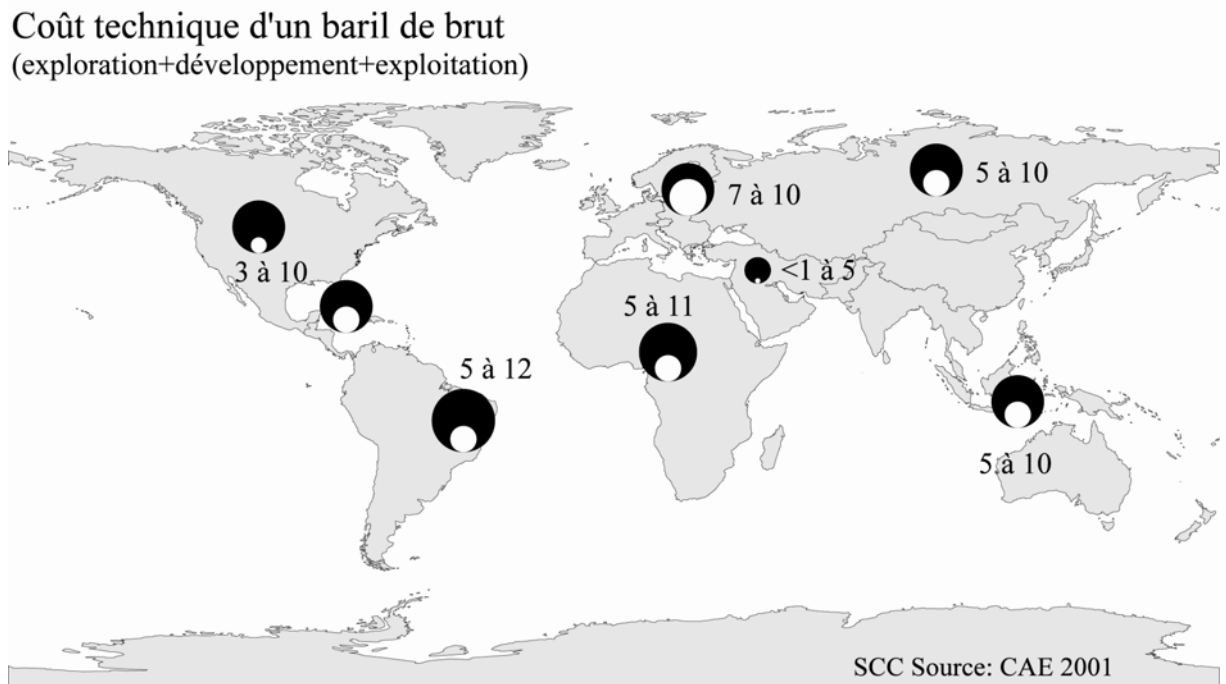 Coût technique d'un baril de brut
(exploration+développement+exploitation)
5 à 10
7 à 10
3 à 10
<1 à 5
5 à 11
5 à 12
5 à 10
SCC Source: CAE 2001